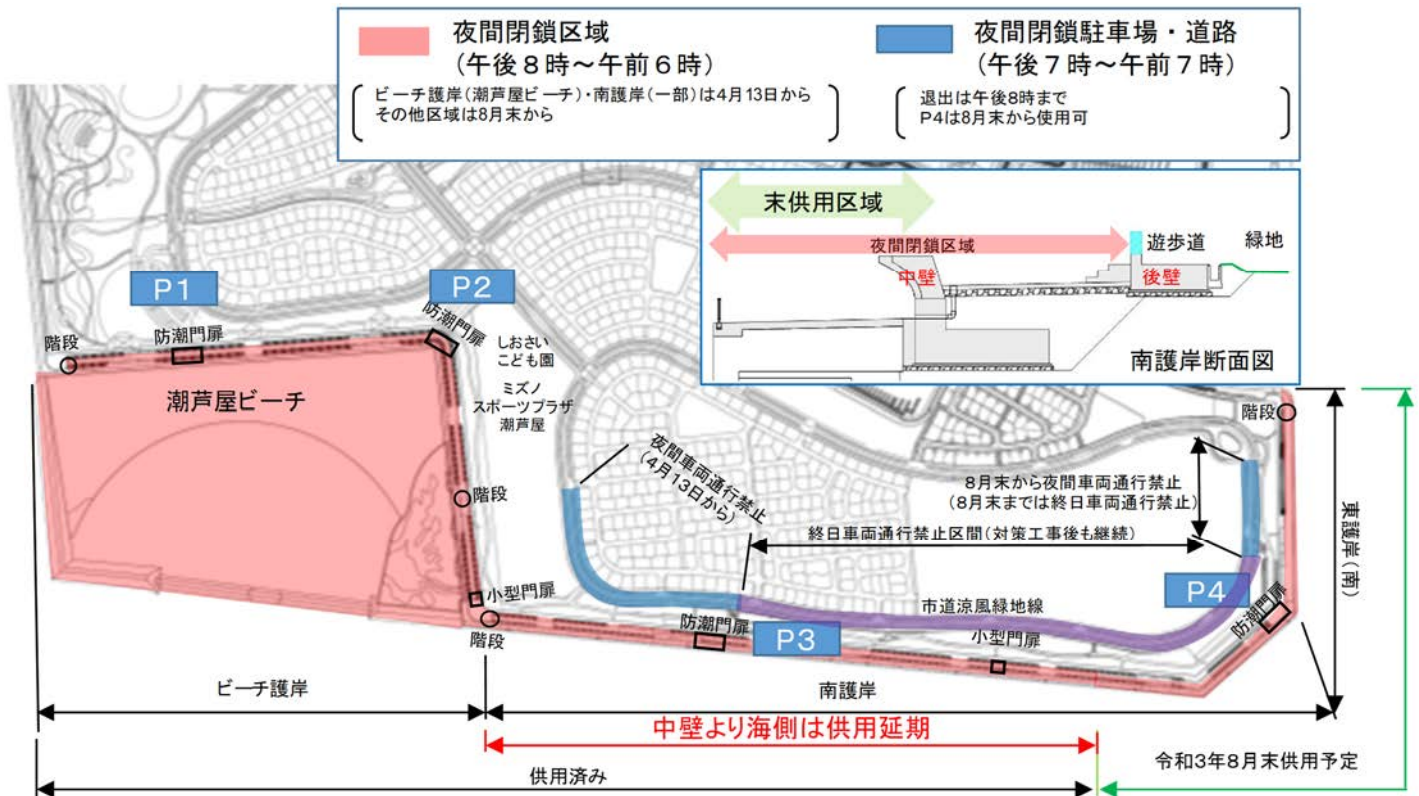 夜間閉鎖区域
(午後8時~午前6時)
ビーチ護岸(潮芦屋ビーチ)・南護岸(一部)は4月13日から
その他区域は8月末から
夜間閉鎖駐車場・道路
(午後7時~午前7時)
退出は午後8時まで
P4は8月末から使用可
末供用区域
夜間閉鎖区域
遊歩道
緑地
中壁
後壁
南護岸断面図
P1
P2
階段
防潮門扉
防潮門扉
しおさい
こども園
ミズノ
スポーツプラザ
潮芦屋
潮芦屋ビーチ
階段
夜間車両通行禁止
(4月13日から)
8月末から夜間車両通行禁止
(8月末までは終日車両通行禁止)
終日車両通行禁止区間(対策工事後も継続)
階段
東護岸(南)
小型門扉
階段
防潮門扉
P3
市道涼風緑地線
小型門扉
P4
防潮門扉
ビーチ護岸
南護岸
中壁より海側は供用延期
供用済み
令和3年8月末供用予定